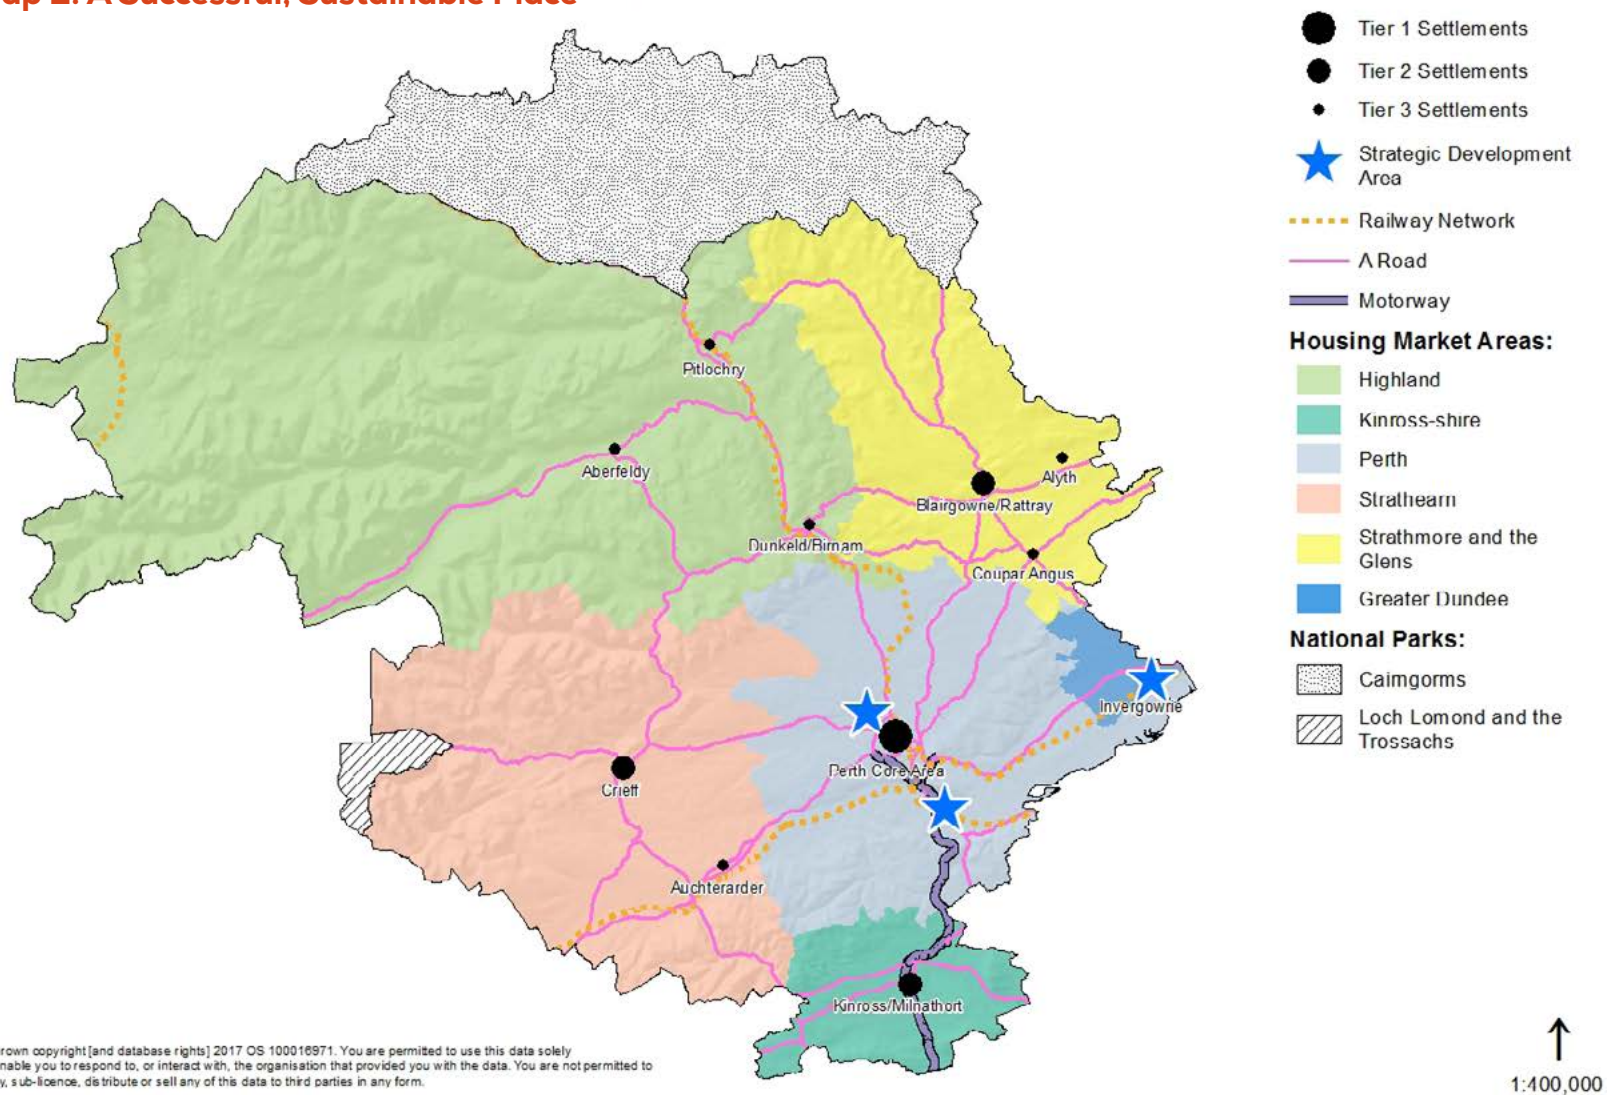 ap 2: A Successful, Sustainable Place
Tier 1 Settlements
Tier 2 Settlements
Tier 3 Settlements
Strategic Development
Area
Railway Network
A Road
Motorway
Housing Market Areas:
Highland
Kinross-shire
Perth
Strathearn
Strathmore and the
Glens
Greater Dundee
National Parks:
Cairngorms
Loch Lomond and the
Trossachs
Pitlochry
Aberfeldy
Alyth
Blairgowrie/Rattray
Dunkeld/Birnam
Coupar Angus
Invergowrie
Perth Core Area
Crieff
Auchterarder
Kinross/Milnathort
rown copyright [and database rights] 2017 OS 100016971. You are permitted to use this data solely
nable you to respond to, or interact with, the organisation that provided you with the data. You are not permitted to
y, sub-licence, distribute or sell any of this data to third parties in any form.
1:400,000